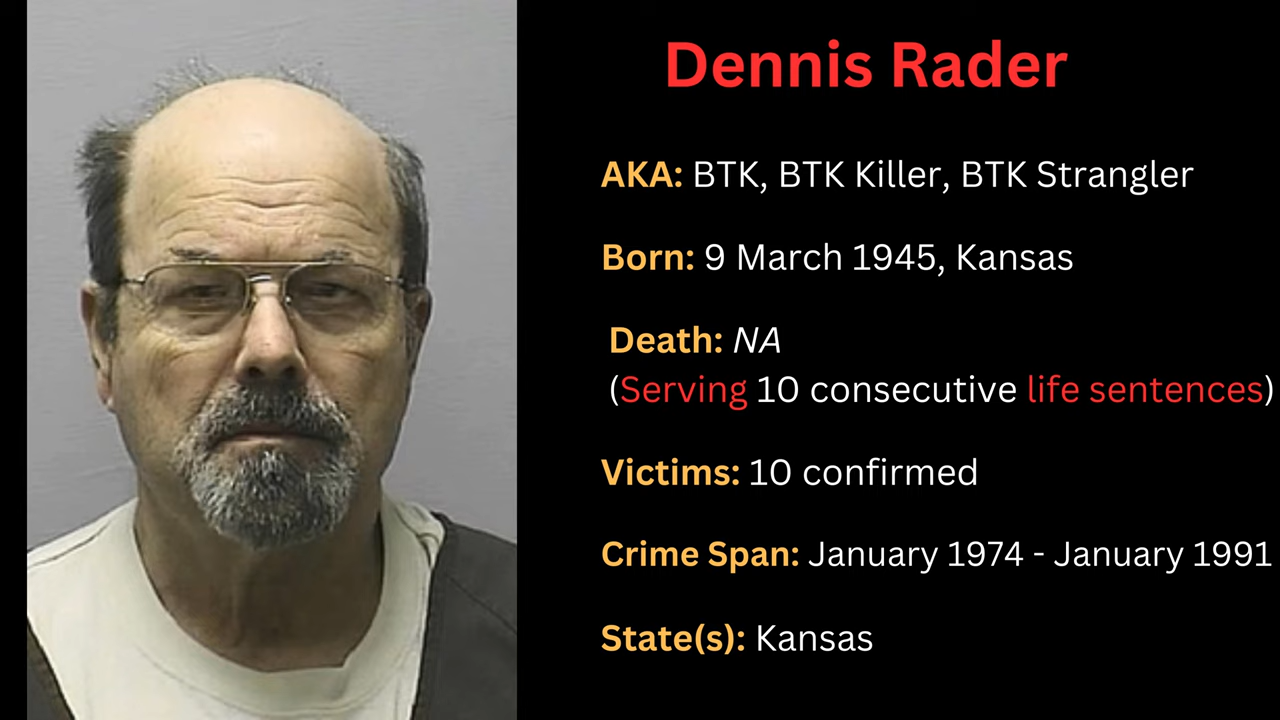 Dennis Rader
AKA: BTK, BTK Killer, BTK Strangler
Born: 9 March 1945, Kansas
Death: NA
(Serving 10 consecutive life sentences)
Victims: 10 confirmed
Crime Span: January 1974 - January 1991
State(s): Kansas